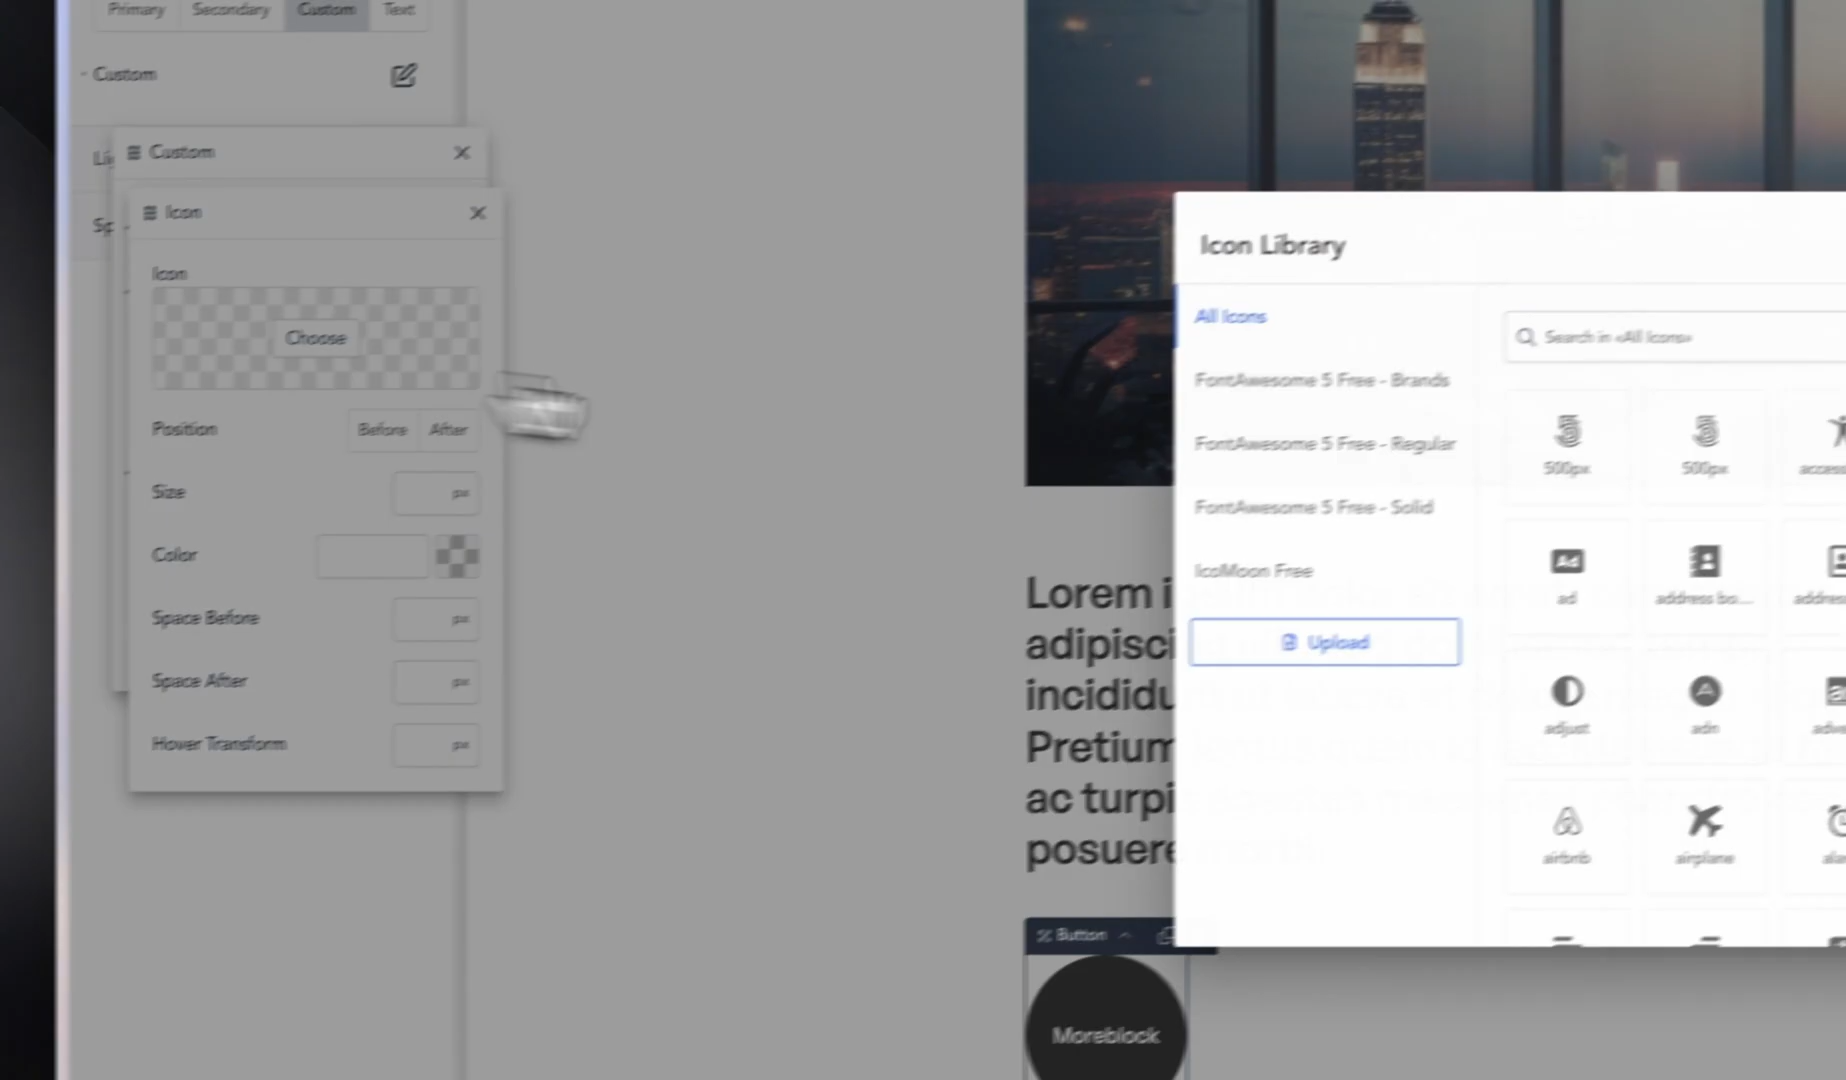 Primary Secondary Custom Text
Custom
Custom
Icon
Icon
Choose
Position Before After
Size px
Color
Space Before px
Space After px
Hover Transform px
Icon Library
All Icons
FontAwesome 5 Free - Brands
FontAwesome 5 Free - Regular
FontAwesome 5 Free - Solid
IcoMoon Free
Upload
Search in «All Icons»
500px 500px
ad address bo...
adjust adn
airbnb airplane
Lorem i
adipisci
incididu
Pretium
ac turpi
posuere
Button
Moreblock